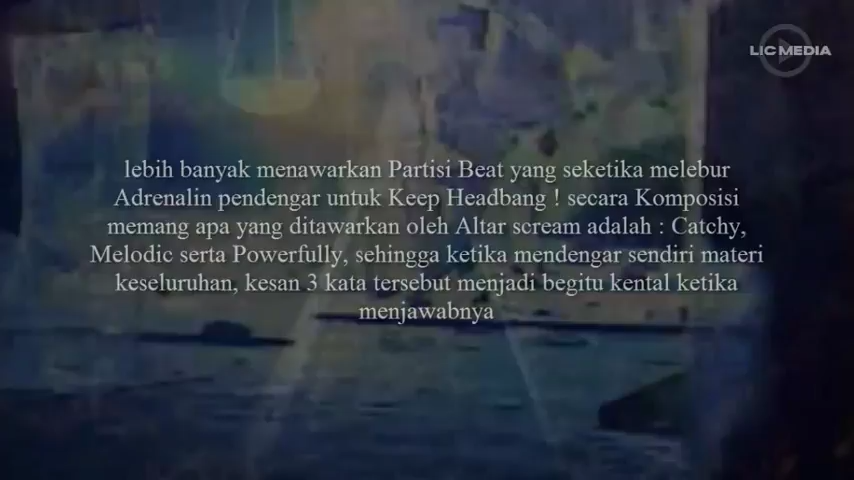 LIC MEDIA
lebih banyak menawarkan Partisi Beat yang seketika melebur
Adrenalin pendengar untuk Keep Headbang ! secara Komposisi
memang apa yang ditawarkan oleh Altar scream adalah : Catchy,
Melodic serta Powerfully, sehingga ketika mendengar sendiri materi
keseluruhan, kesan 3 kata tersebut menjadi begitu kental ketika
menjawabnya